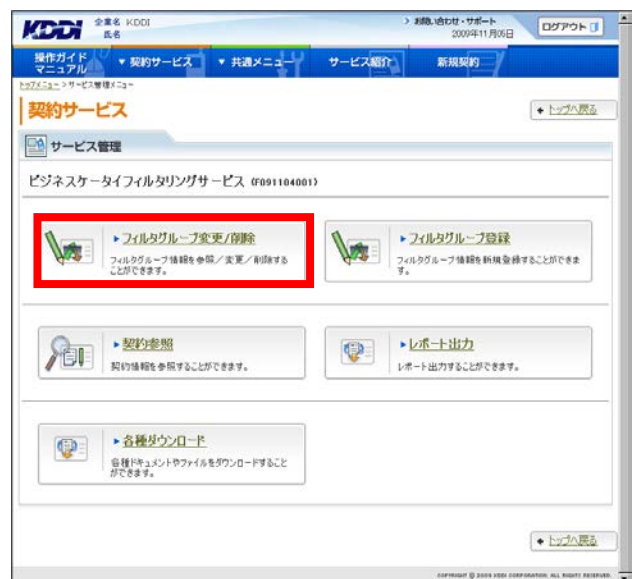 KDDI 企業名 KDDI
氏名
お問い合わせ・サポート
2009年11月05日
ログアウト
操作ガイド
マニュアル
契約サービス
共通メニュー
サービス紹介
新規契約
トップメニュー > サービス管理メニュー
契約サービス
トップへ戻る
サービス管理
ビジネスケータイフィルタリングサービス (F091104001)
フィルタグループ変更/削除
フィルタグループ情報を参照/変更/削除する
ことができます。
フィルタグループ登録
フィルタグループ情報を新規登録することができま
す。
契約参照
契約情報を参照することができます。
レポート出力
レポート出力することができます。
各種ダウンロード
各種ドキュメントやファイルをダウンロードすること
ができます。
トップへ戻る
COPYRIGHT © 2009 KDDI CORPORATION. ALL RIGHTS RESERVED.